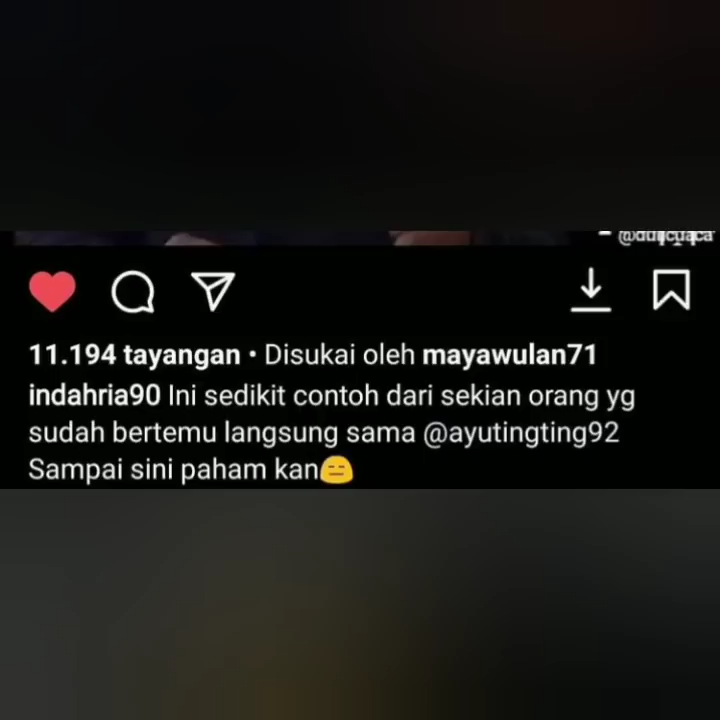 11.194 tayangan • Disukai oleh mayawulan71
indahria90 Ini sedikit contoh dari sekian orang yg
sudah bertemu langsung sama @ayutingting92
Sampai sini paham kan😑